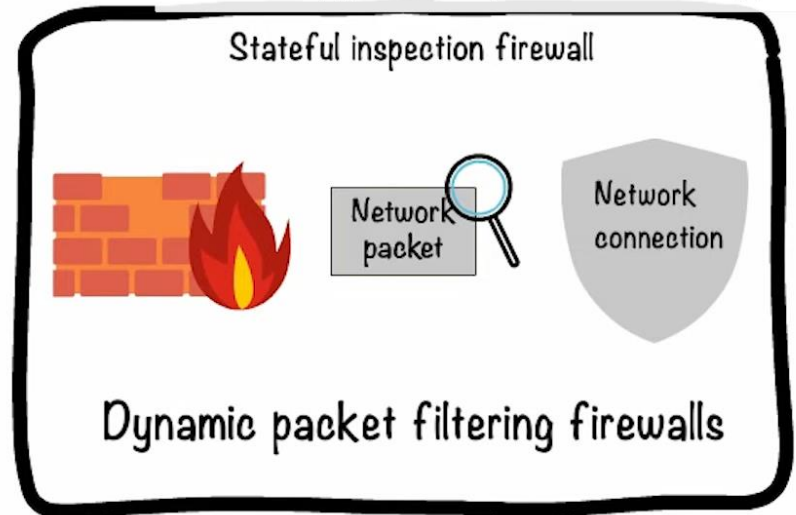 Stateful inspection firewall
Network
packet
Network
connection
Dynamic packet filtering firewalls